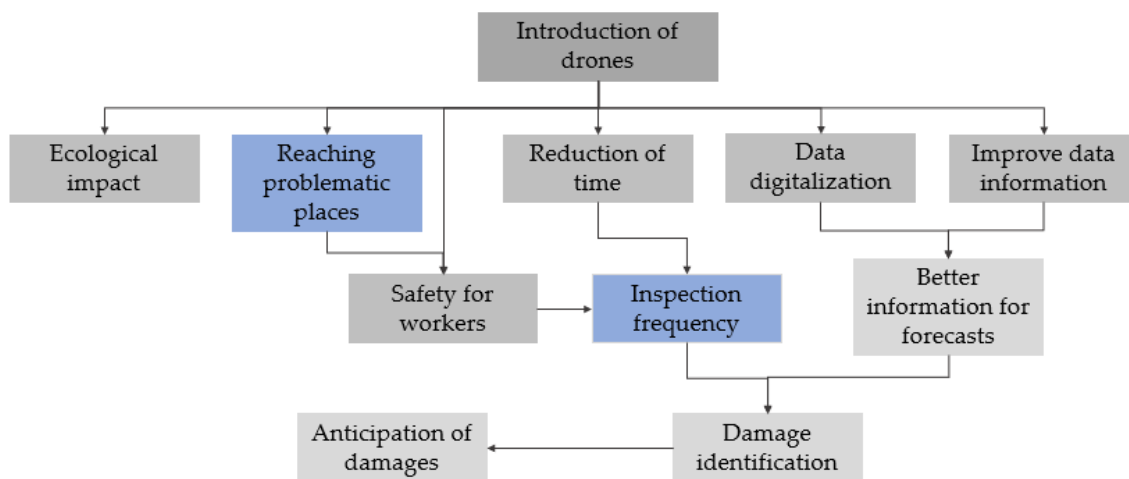 Introduction of
drones
Ecological
impact
Reaching
problematic
places
Reduction of
time
Data
digitalization
Improve data
information
Safety for
workers
Inspection
frequency
Better
information for
forecasts
Anticipation of
damages
Damage
identification